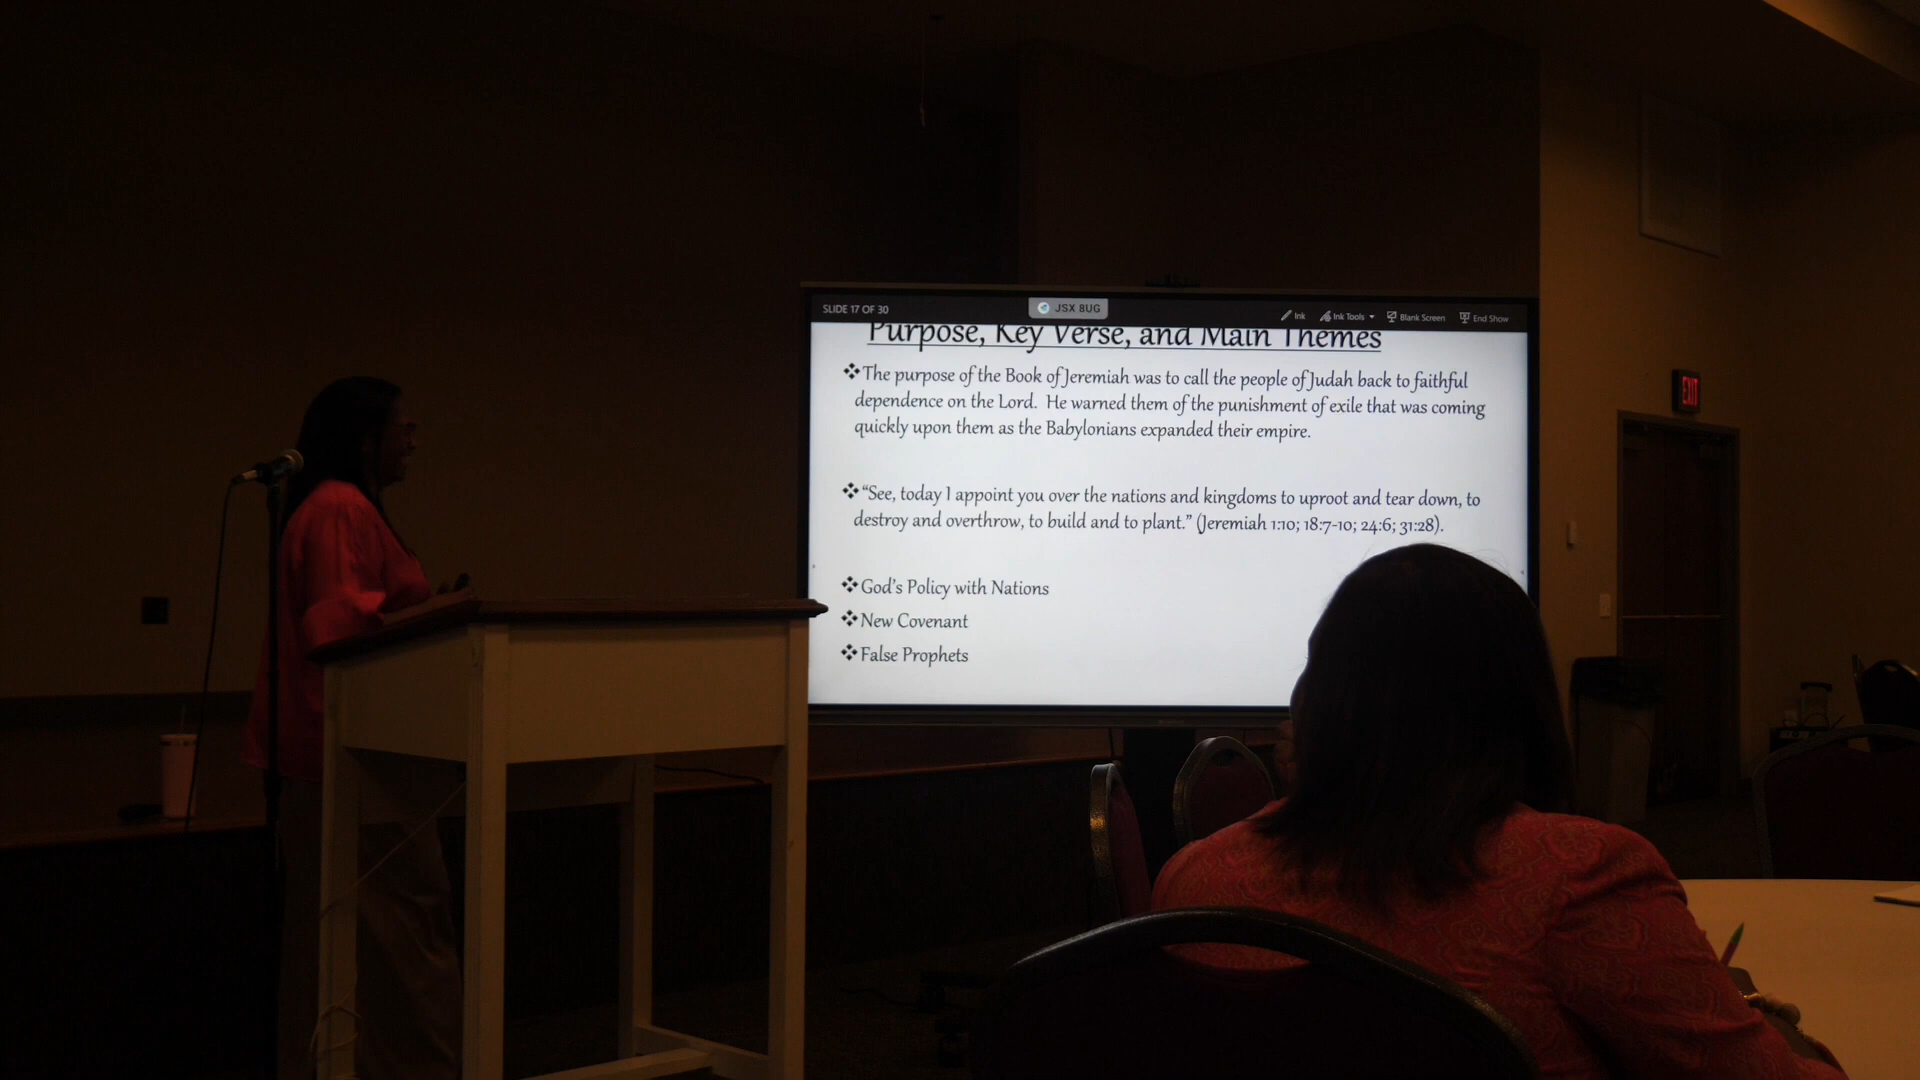 SLIDE 17 OF 30
JSX 8UG
Ink
Ink Tools
Blank Screen
End Show
Purpose, Key Verse, and Main Themes
❖The purpose of the Book of Jeremiah was to call the people of Judah back to faithful
dependence on the Lord. He warned them of the punishment of exile that was coming
quickly upon them as the Babylonians expanded their empire.
❖“See, today I appoint you over the nations and kingdoms to uproot and tear down, to
destroy and overthrow, to build and to plant.” (Jeremiah 1:10; 18:7-10; 24:6; 31:28).
❖God’s Policy with Nations
❖New Covenant
❖False Prophets
EXIT